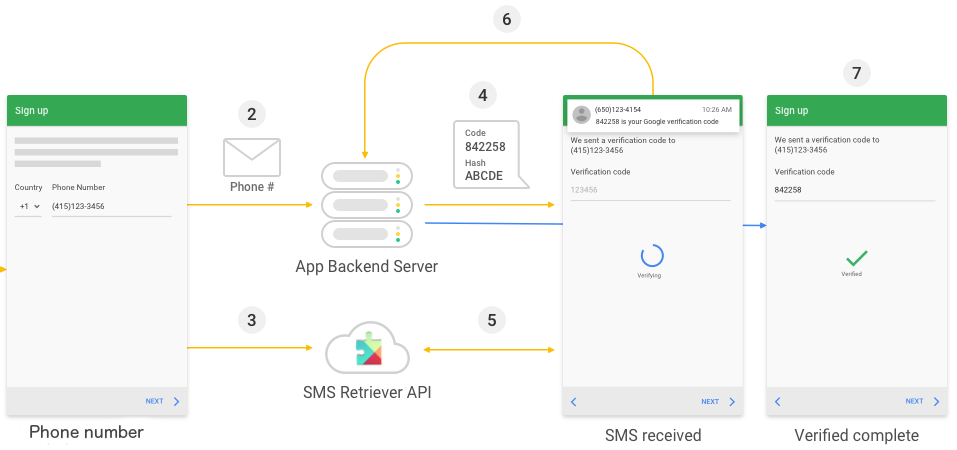 6
7
2
4
Sign up
Country Phone Number
+1 (415)123-3456
NEXT
Phone number
Phone #
Code
842258
Hash
ABCDE
App Backend Server
3
5
SMS Retriever API
(650)123-4154 10:26 AM
842258 is your Google verification code
We sent a verification code to
(415)123-3456
Verification code
123456
Verifying
NEXT
SMS received
Sign up
We sent a verification code to
(415)123-3456
Verification code
842258
Verified
NEXT
Verified complete